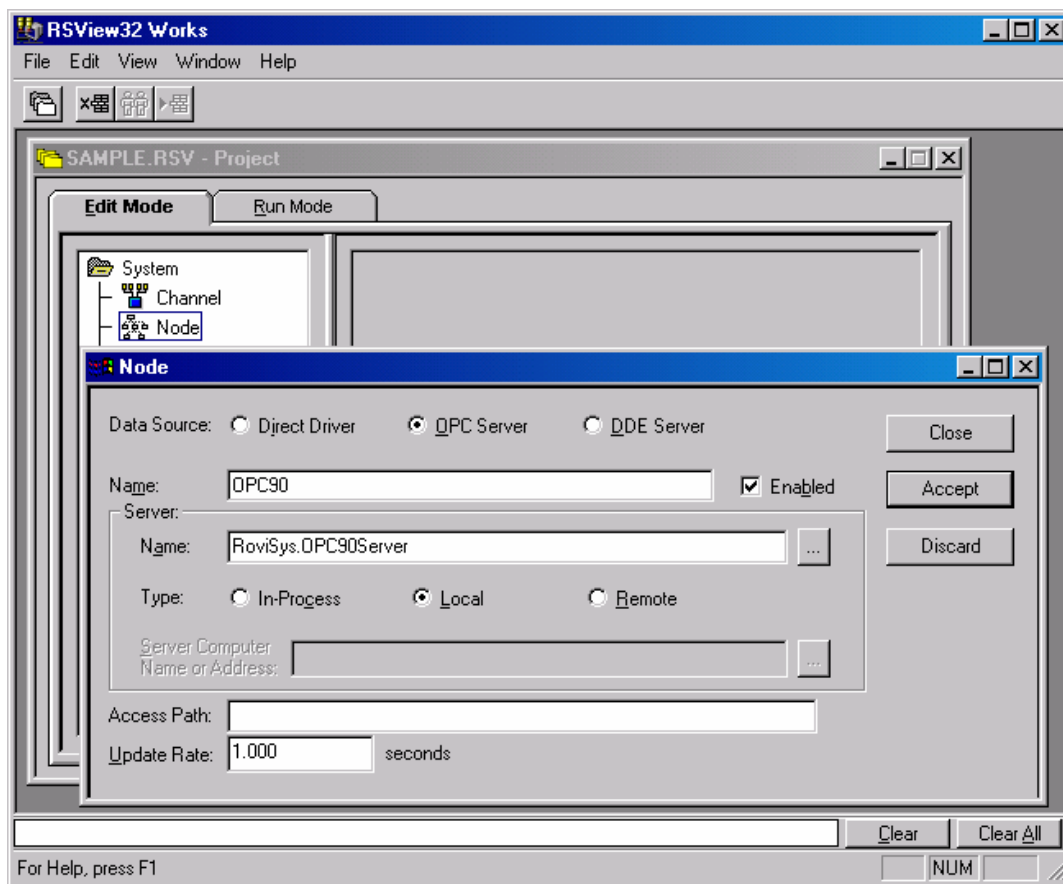 RSView32 Works
File Edit View Window Help
SAMPLE.RSV - Project
Edit Mode Run Mode
System
Channel
Node
Node
Data Source: Direct Driver OPC Server DDE Server
Close
Name: OPC90 Enabled
Accept
Server:
Name: RoviSys.OPC90Server ...
Discard
Type: In-Process Local Remote
Server Computer
Name or Address: ...
Access Path:
Update Rate: 1.000 seconds
Clear Clear All
For Help, press F1 NUM